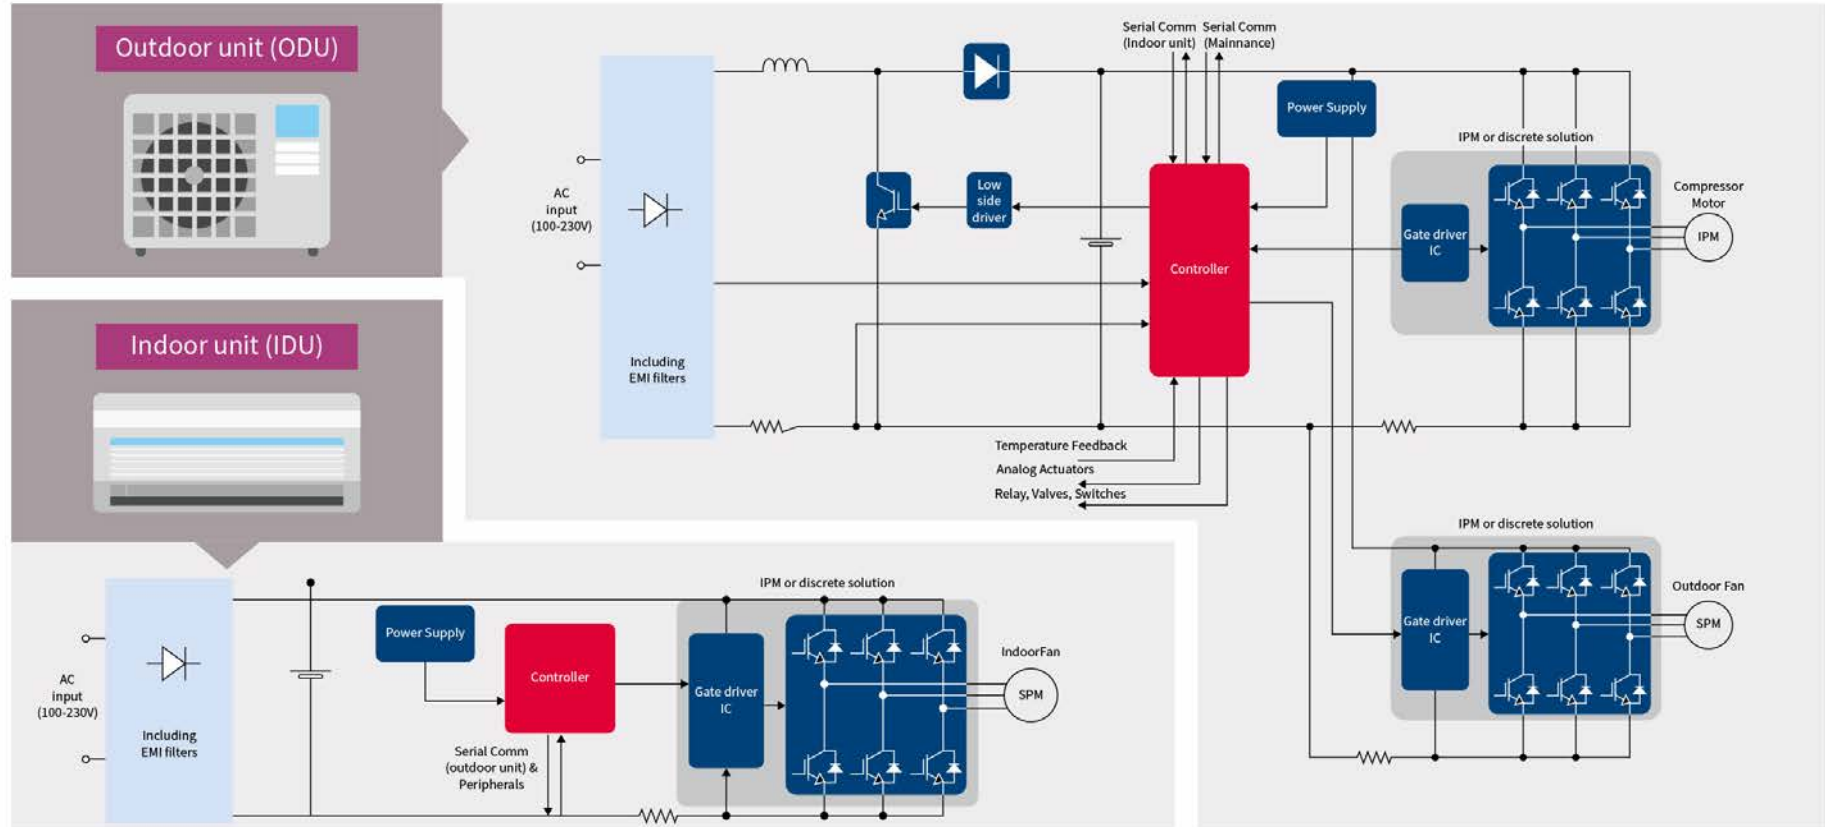 Outdoor unit (ODU)
Serial Comm
(Indoor unit)
Serial Comm
(Mainnance)
Power Supply
IPM or discrete solution
AC
input
(100-230V)
Low
side
driver
Controller
Gate driver
IC
Compressor
Motor
IPM
Including
EMI filters
Temperature Feedback
Analog Actuators
Relay, Valves, Switches
IPM or discrete solution
Gate driver
IC
Outdoor Fan
SPM
Indoor unit (IDU)
AC
input
(100-230V)
Including
EMI filters
Power Supply
Controller
Serial Comm
(outdoor unit) &
Peripherals
IPM or discrete solution
Gate driver
IC
IndoorFan
SPM